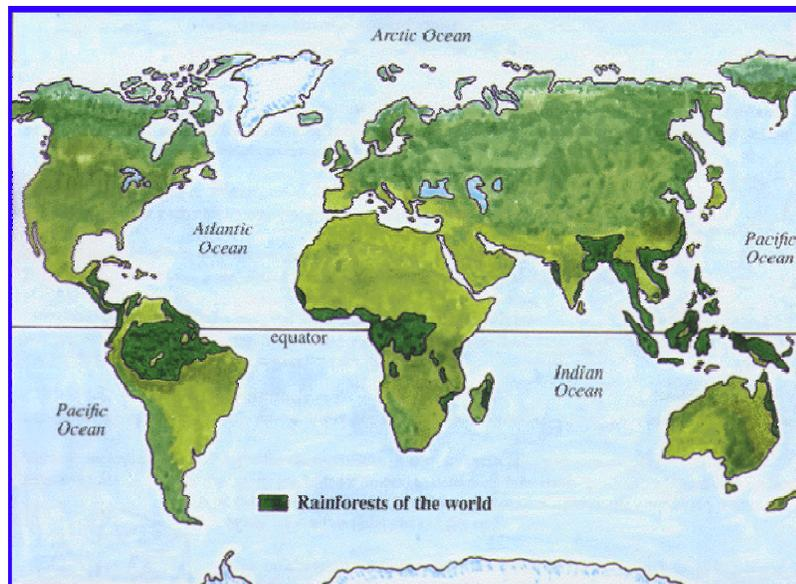 Arctic Ocean
Atlantic
Ocean
Pacific
Ocean
equator
Indian
Ocean
Pacific
Ocean
Rainforests of the world